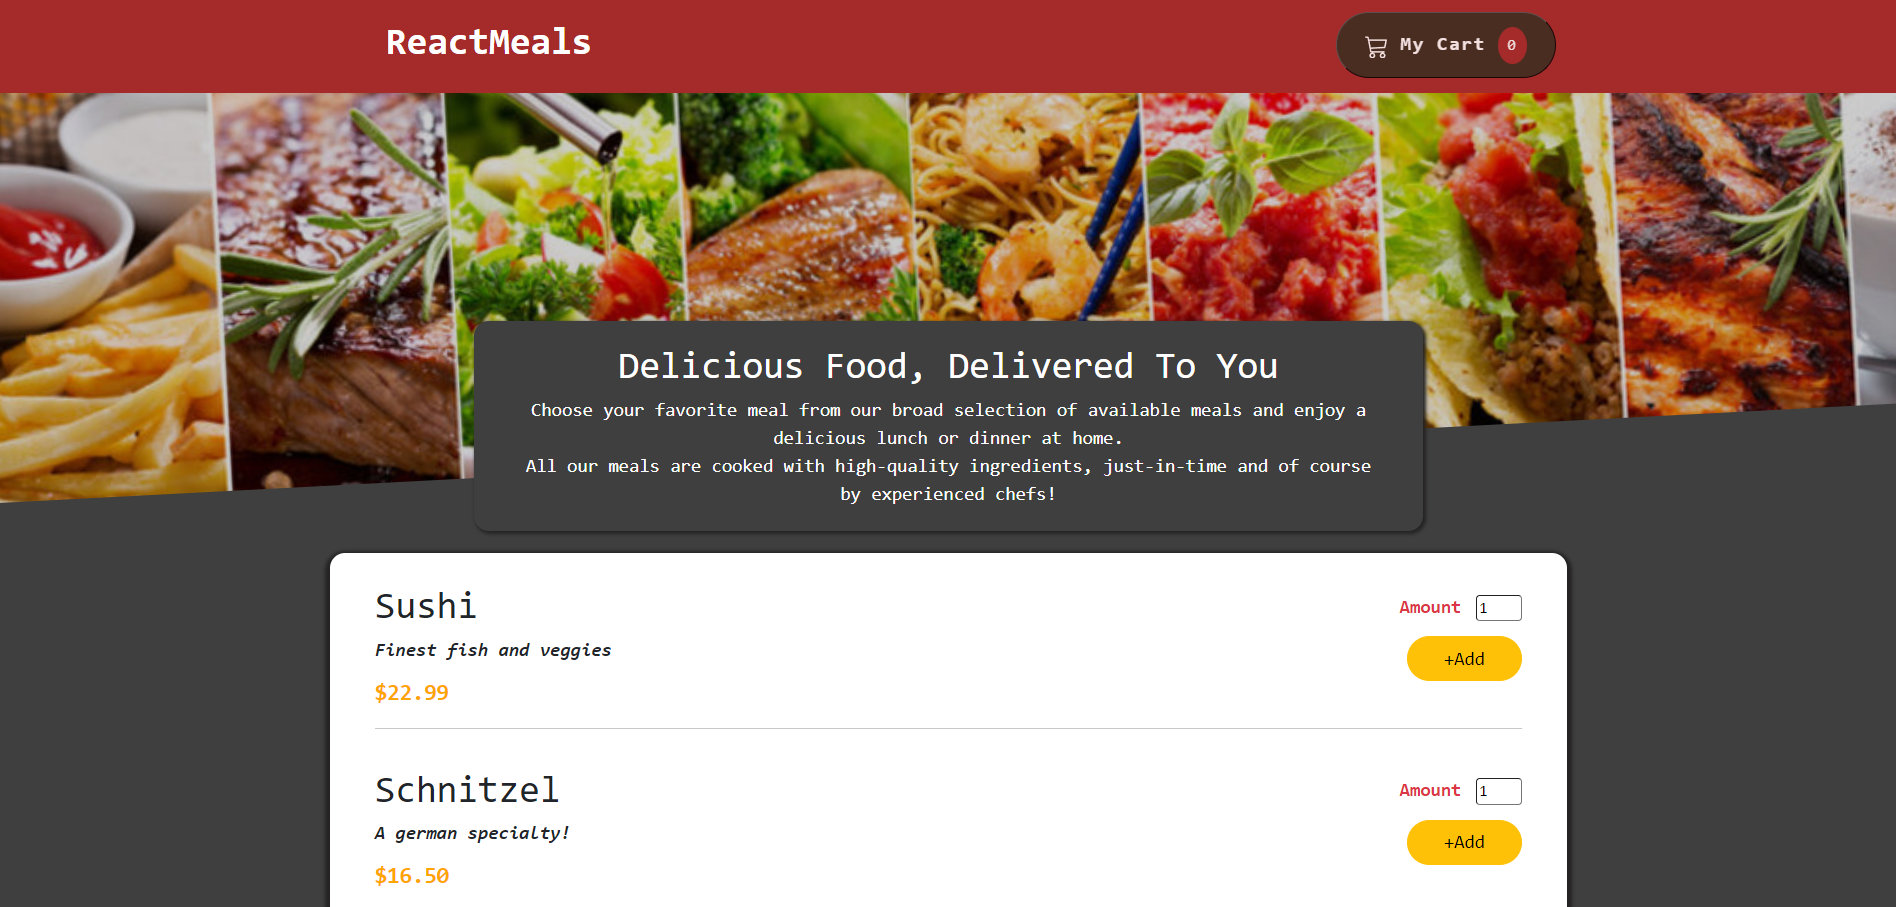 ReactMeals
My Cart 0
Delicious Food, Delivered To You
Choose your favorite meal from our broad selection of available meals and enjoy a
delicious lunch or dinner at home.
All our meals are cooked with high-quality ingredients, just-in-time and of course
by experienced chefs!
Sushi
Amount 1
Finest fish and veggies
+Add
$22.99
Schnitzel
Amount 1
A german specialty!
+Add
$16.50